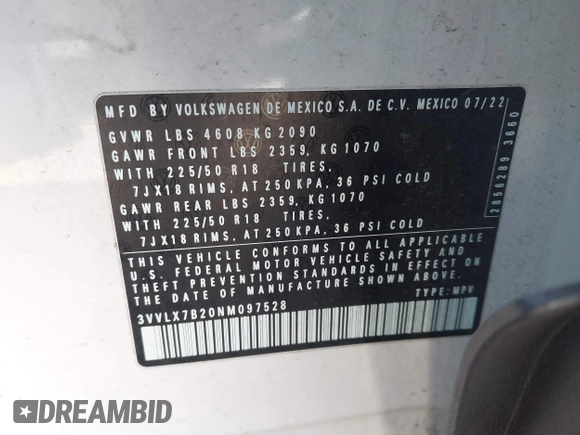 MFD BY VOLKSWAGEN DE MEXICO S.A. DE C.V. MEXICO 07/22
GVWR LBS 4608 KG 2090
GAWR FRONT LBS 2359, KG 1070
WITH 225/50 R18 TIRES,
7JX18 RIMS, AT 250 KPA, 36 PSI COLD
GAWR REAR LBS 2359, KG 1070
WITH 225/50 R18 TIRES,
7JX18 RIMS, AT 250 KPA, 36 PSI COLD
THIS VEHICLE CONFORMS TO ALL APPLICABLE
U.S. FEDERAL MOTOR VEHICLE SAFETY AND
THEFT PREVENTION STANDARDS IN EFFECT ON
THE DATE OF MANUFACTURE SHOWN ABOVE.
3VVLX7B20NM097528 TYPE: MPV
2866289 3660
DREAMBID